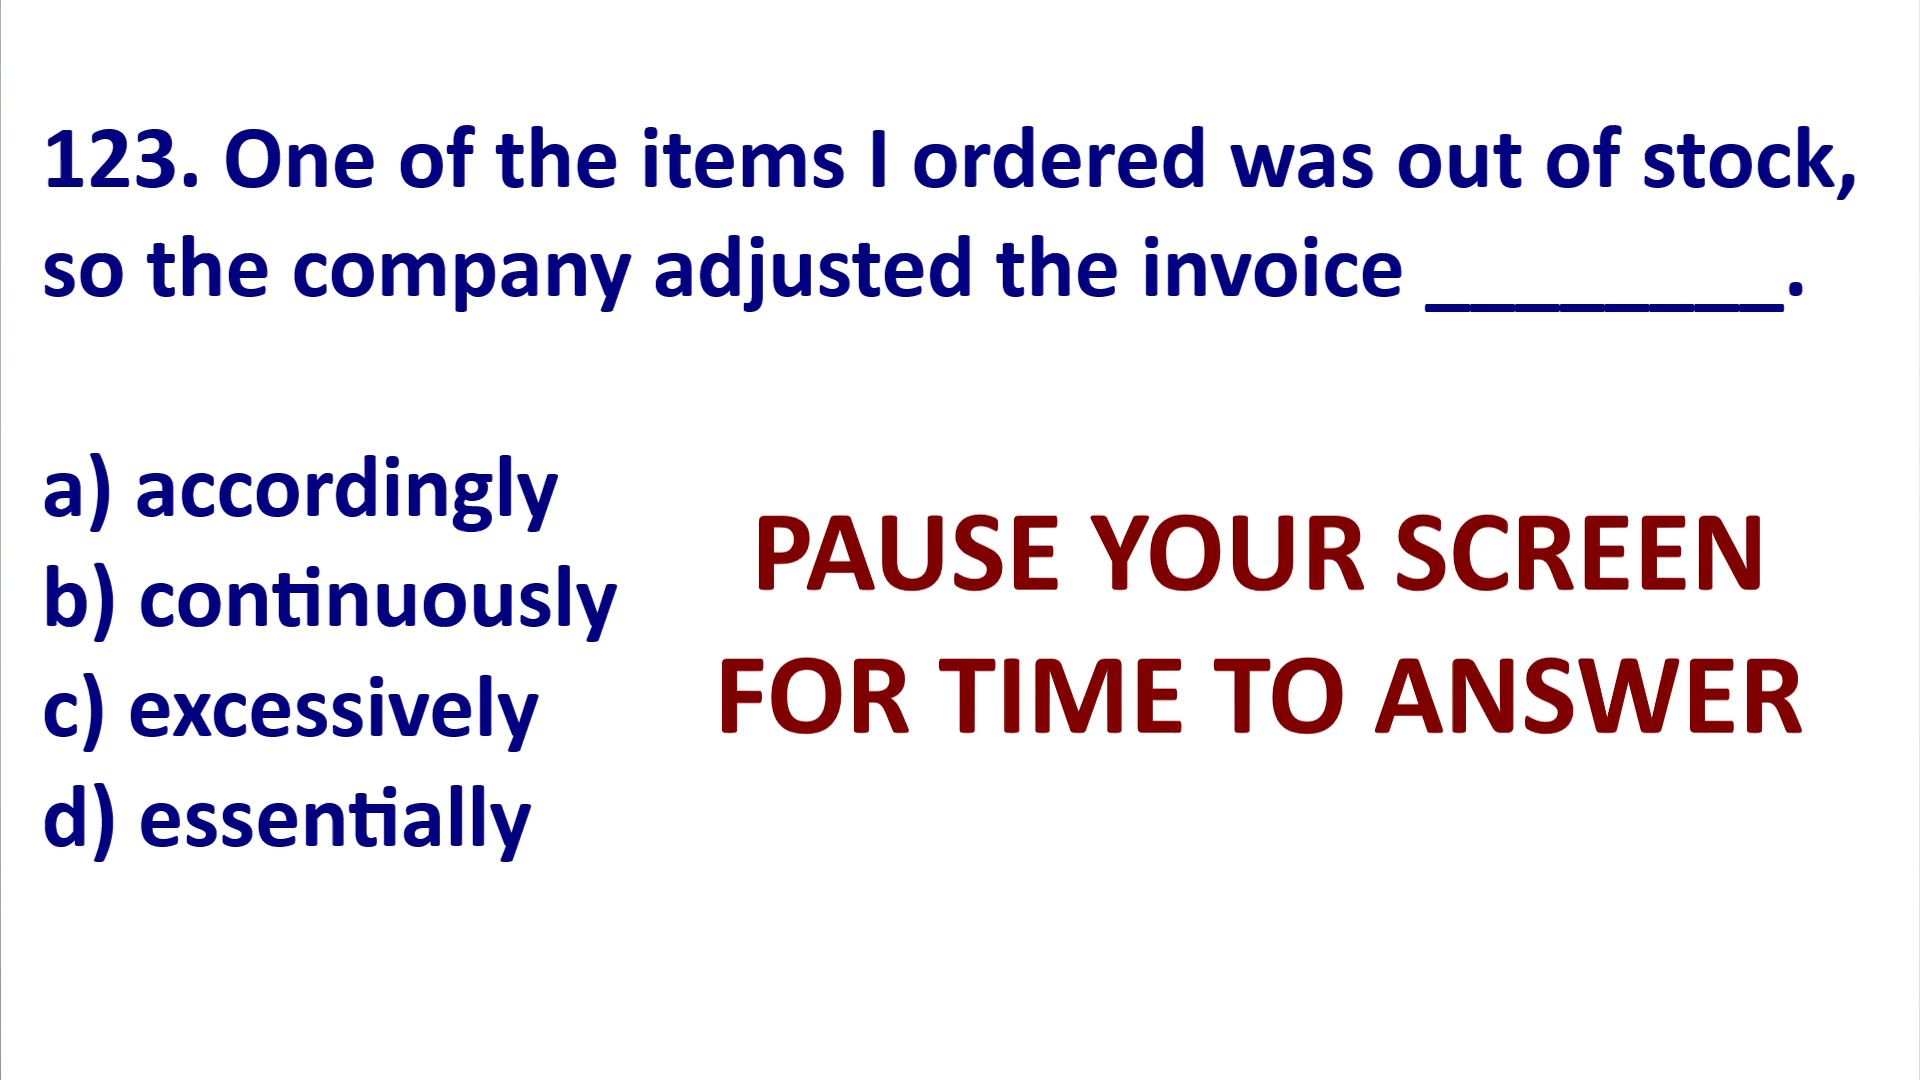 123. One of the items I ordered was out of stock,
so the company adjusted the invoice ________.
a) accordingly
b) continuously
c) excessively
d) essentially
PAUSE YOUR SCREEN
FOR TIME TO ANSWER